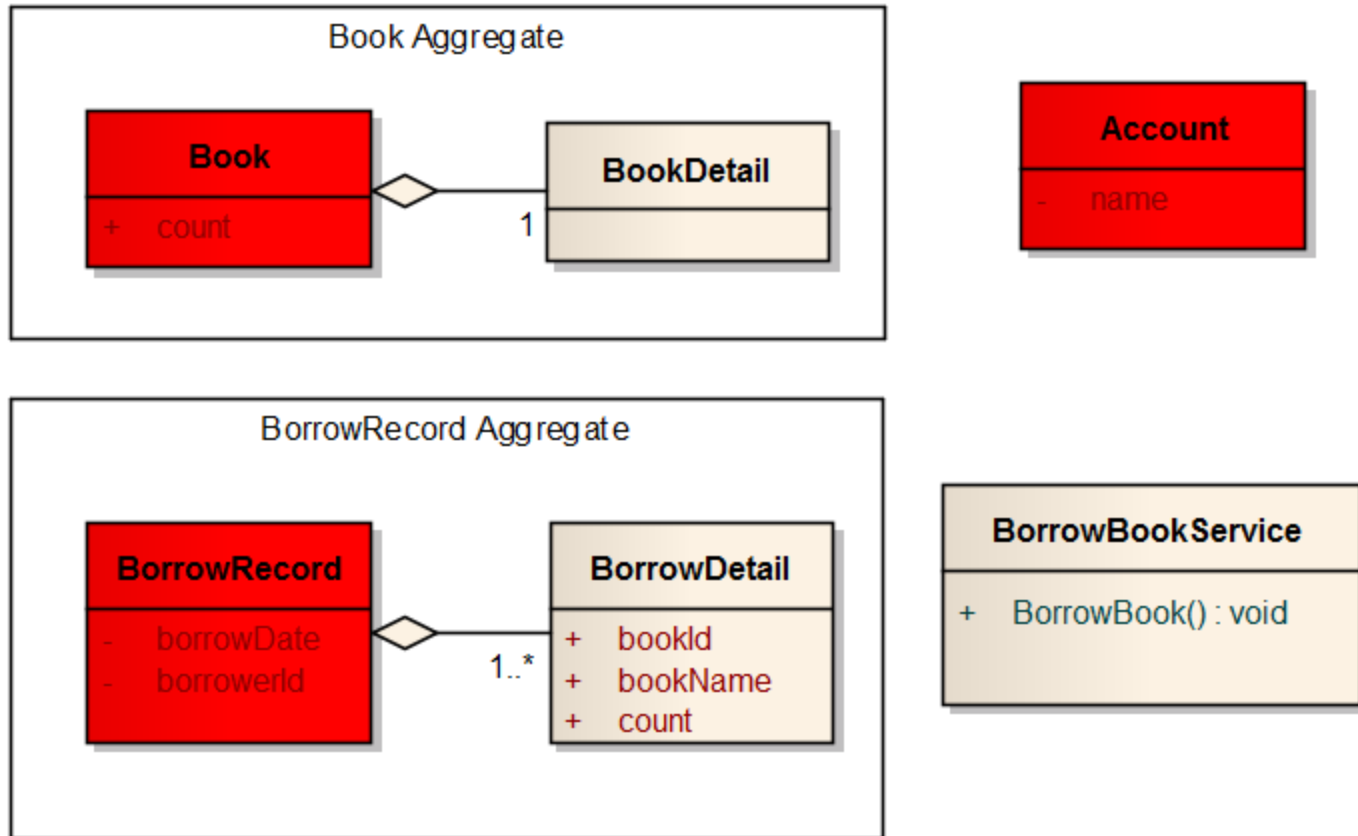 Book Aggregate
Book
+ count
1
BookDetail
Account
- name
BorrowRecord Aggregate
BorrowRecord
- borrowDate
- borrowerId
1..*
BorrowDetail
+ bookId
+ bookName
+ count
BorrowBookService
+ BorrowBook() : void